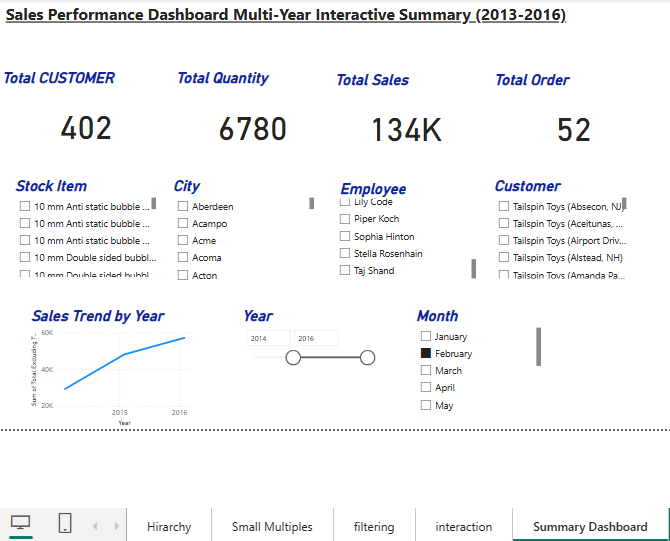 Sales Performance Dashboard Multi-Year Interactive Summary (2013-2016)
Total CUSTOMER
Total Quantity
Total Sales
Total Order
402
6780
134K
52
Stock Item
10 mm Anti static bubble ...
10 mm Anti static bubble ...
10 mm Anti static bubble ...
10 mm Double sided bubbl...
10 mm Double sided bubbl
City
Aberdeen
Acampo
Acme
Acoma
Acton
Employee
Lily Code
Piper Koch
Sophia Hinton
Stella Rosenhain
Taj Shand
Customer
Tailspin Toys (Absecon, NJ)
Tailspin Toys (Aceitunas, ...
Tailspin Toys (Airport Driv...
Tailspin Toys (Alstead, NH)
Tailspin Toys (Amanda Pa...
Sales Trend by Year
Sum of Total Excluding T...
60K
40K
20K
2015
2016
Year
Year
2014
2016
Month
January
February
March
April
May
Hirarchy
Small Multiples
filtering
interaction
Summary Dashboard